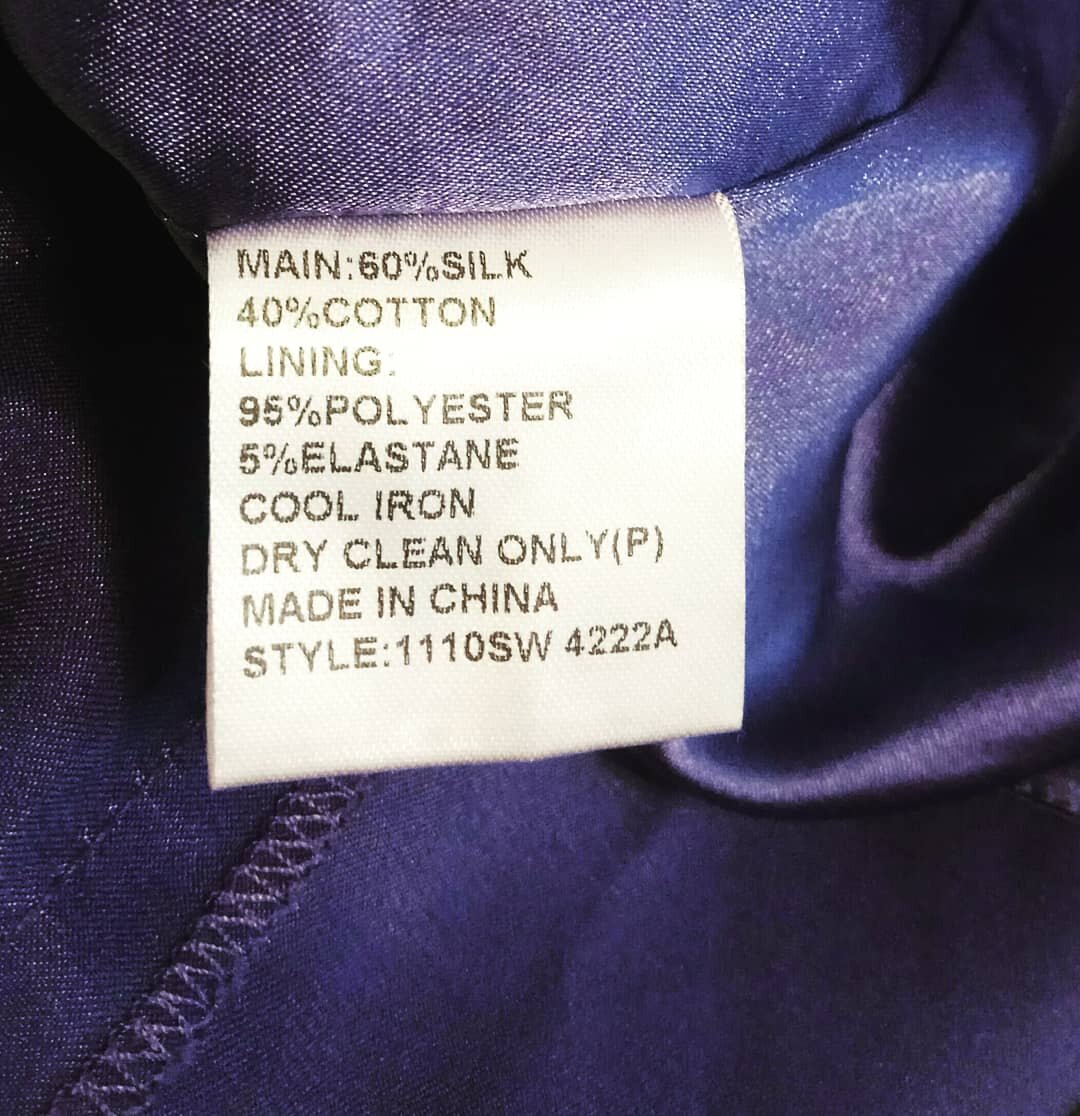 MAIN:60%SILK
40%COTTON
LINING:
95%POLYESTER
5%ELASTANE
COOL IRON
DRY CLEAN ONLY(P)
MADE IN CHINA
STYLE:1110SW 4222A